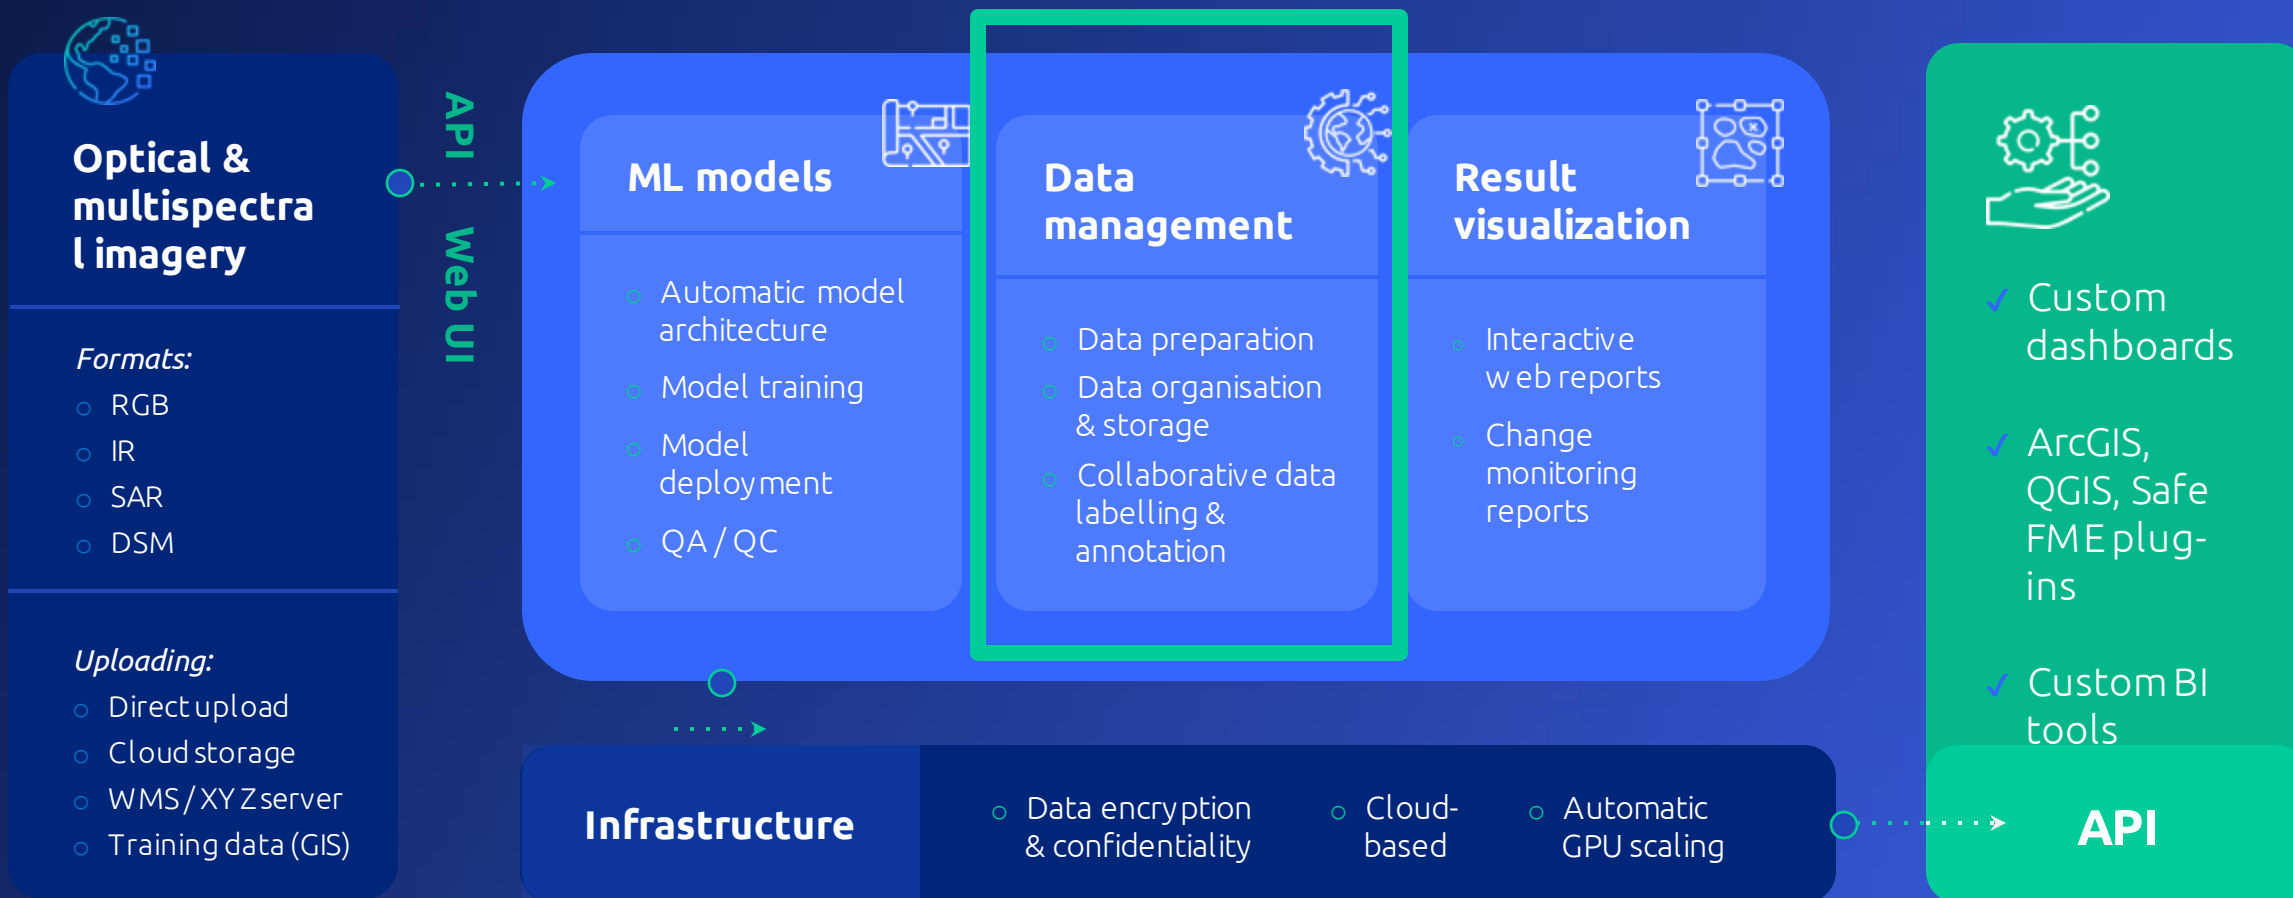 Optical &
multispectra
l imagery
Formats:
RGB
IR
SAR
DSM
Uploading:
Direct upload
Cloud storage
WMS / XYZ server
Training data (GIS)
API
Web UI
ML models
Automatic model
architecture
Model training
Model
deployment
QA / QC
Data
management
Data preparation
Data organisation
& storage
Collaborative data
labelling &
annotation
Result
visualization
Interactive
web reports
Change
monitoring
reports
Infrastructure
Data encryption
& confidentiality
Cloud-
based
Automatic
GPU scaling
Custom
dashboards
ArcGIS,
QGIS, Safe
FME plug-
ins
Custom BI
tools
API